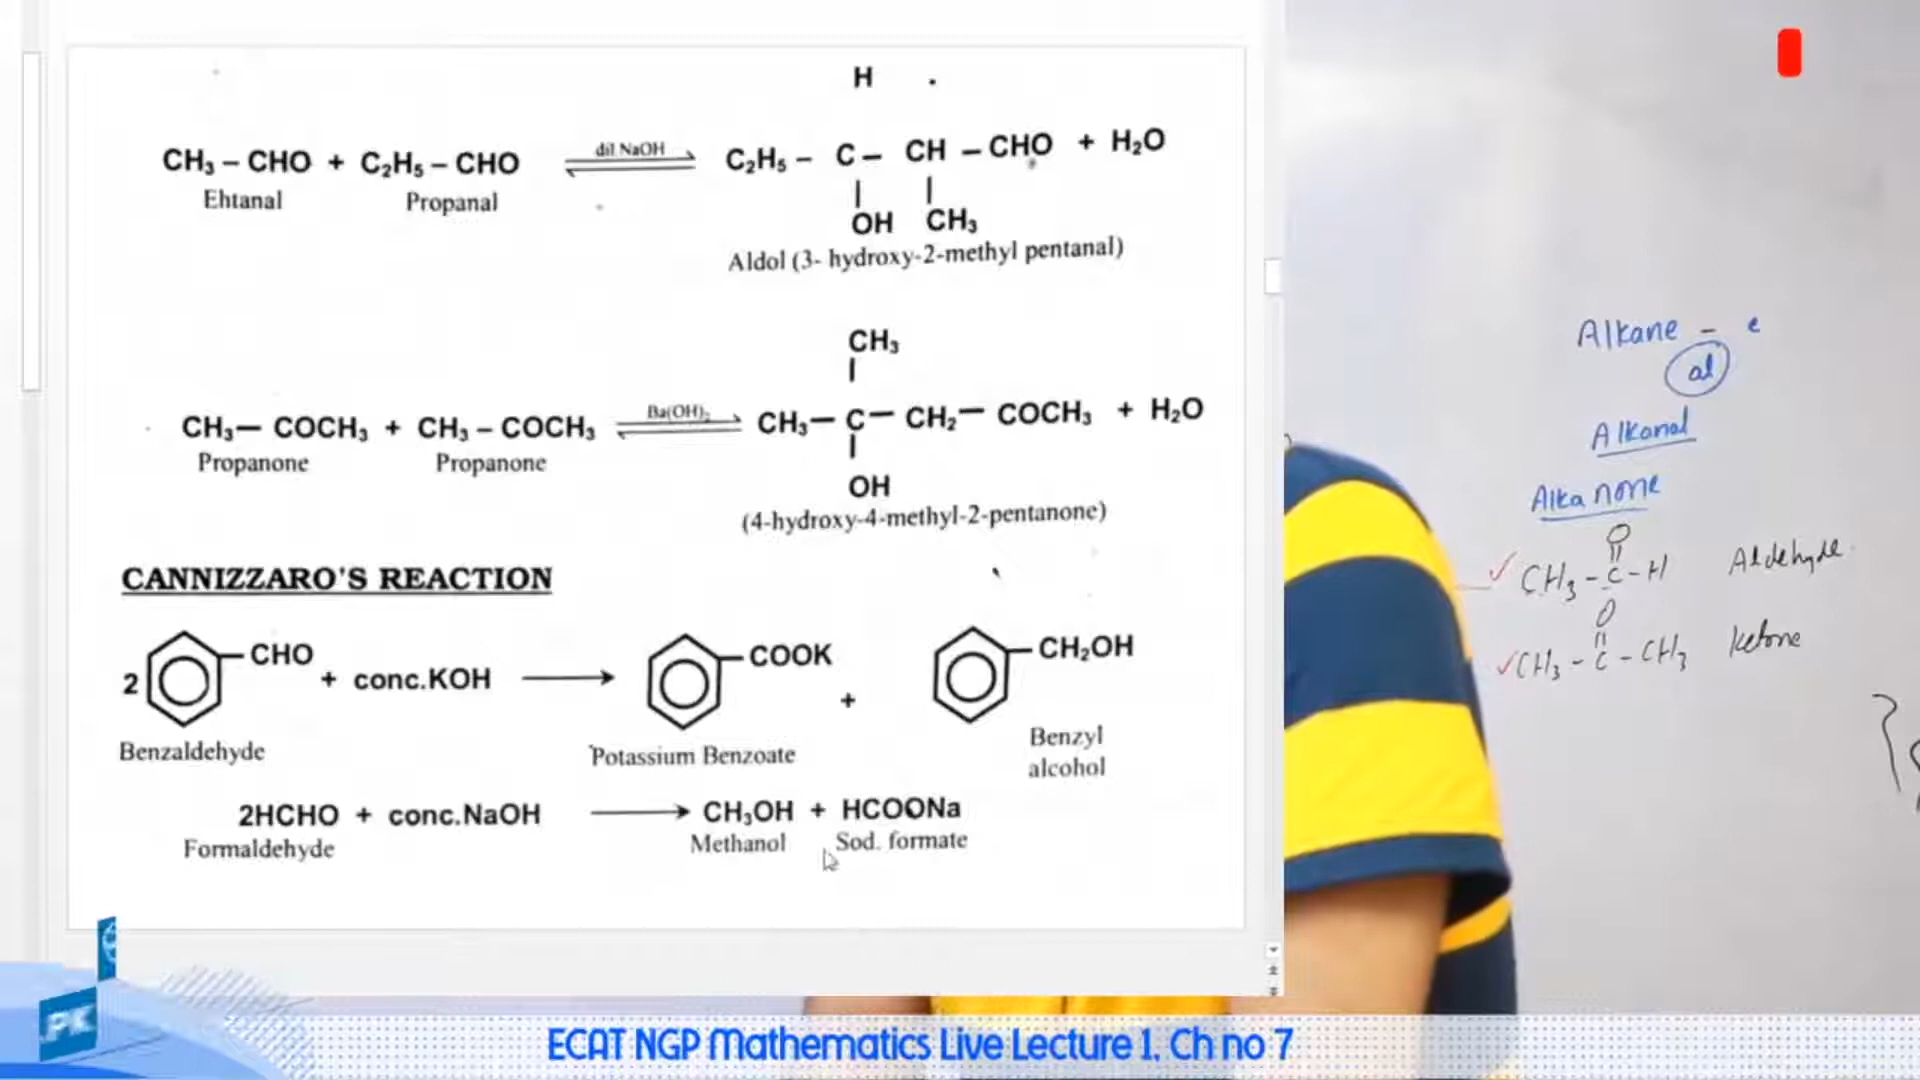 H
CH₃ – CHO + C₂H₅ – CHO dil NaOH C₂H₅ – C – CH – CHO + H₂O
Ehtanal Propanal
OH CH₃
Aldol (3- hydroxy-2-methyl pentanal)
CH₃
CH₃ – COCH₃ + CH₃ – COCH₃ Ba(OH)₂ CH₃ – C – CH₂ – COCH₃ + H₂O
Propanone Propanone
OH
(4-hydroxy-4-methyl-2-pentanone)
CANNIZZARO'S REACTION
2 –CHO + conc.KOH ⟶ –COOK + –CH₂OH
Benzaldehyde Potassium Benzoate Benzyl
alcohol
2HCHO + conc.NaOH ⟶ CH₃OH + HCOONa
Formaldehyde Methanol Sod. formate
Alkane – e
al
Alkanal
Alkanone
O
CH₃ – C – H Aldehyde
O
CH₃ – C – CH₃ ketone
.PK
ECAT NGP Mathematics Live Lecture 1, Ch no 7